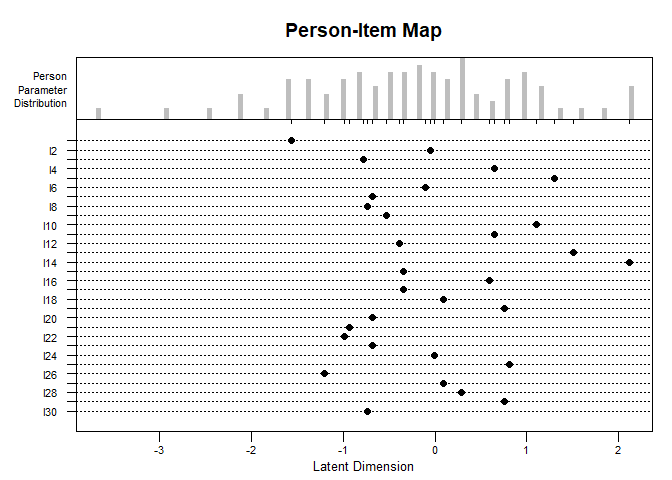 Person-Item Map
Person
Parameter
Distribution
I2
I4
I6
I8
I10
I12
I14
I16
I18
I20
I22
I24
I26
I28
I30
-3 -2 -1 0 1 2
Latent Dimension